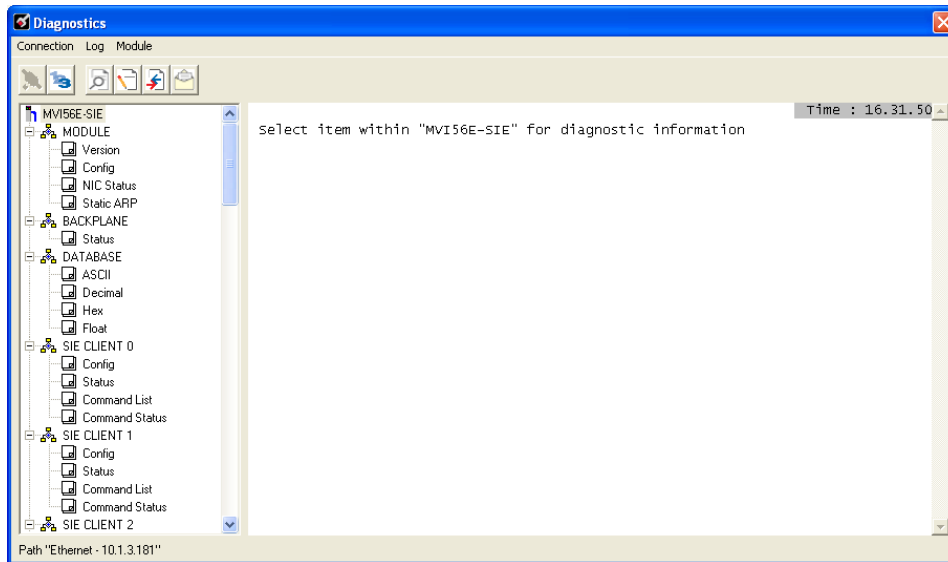 Diagnostics
Connection Log Module
MVI56E-SIE
MODULE
Version
Config
NIC Status
Static ARP
BACKPLANE
Status
DATABASE
ASCII
Decimal
Hex
Float
SIE CLIENT 0
Config
Status
Command List
Command Status
SIE CLIENT 1
Config
Status
Command List
Command Status
SIE CLIENT 2
Time : 16.31.50
Select item within "MVI56E-SIE" for diagnostic information
Path "Ethernet - 10.1.3.181"